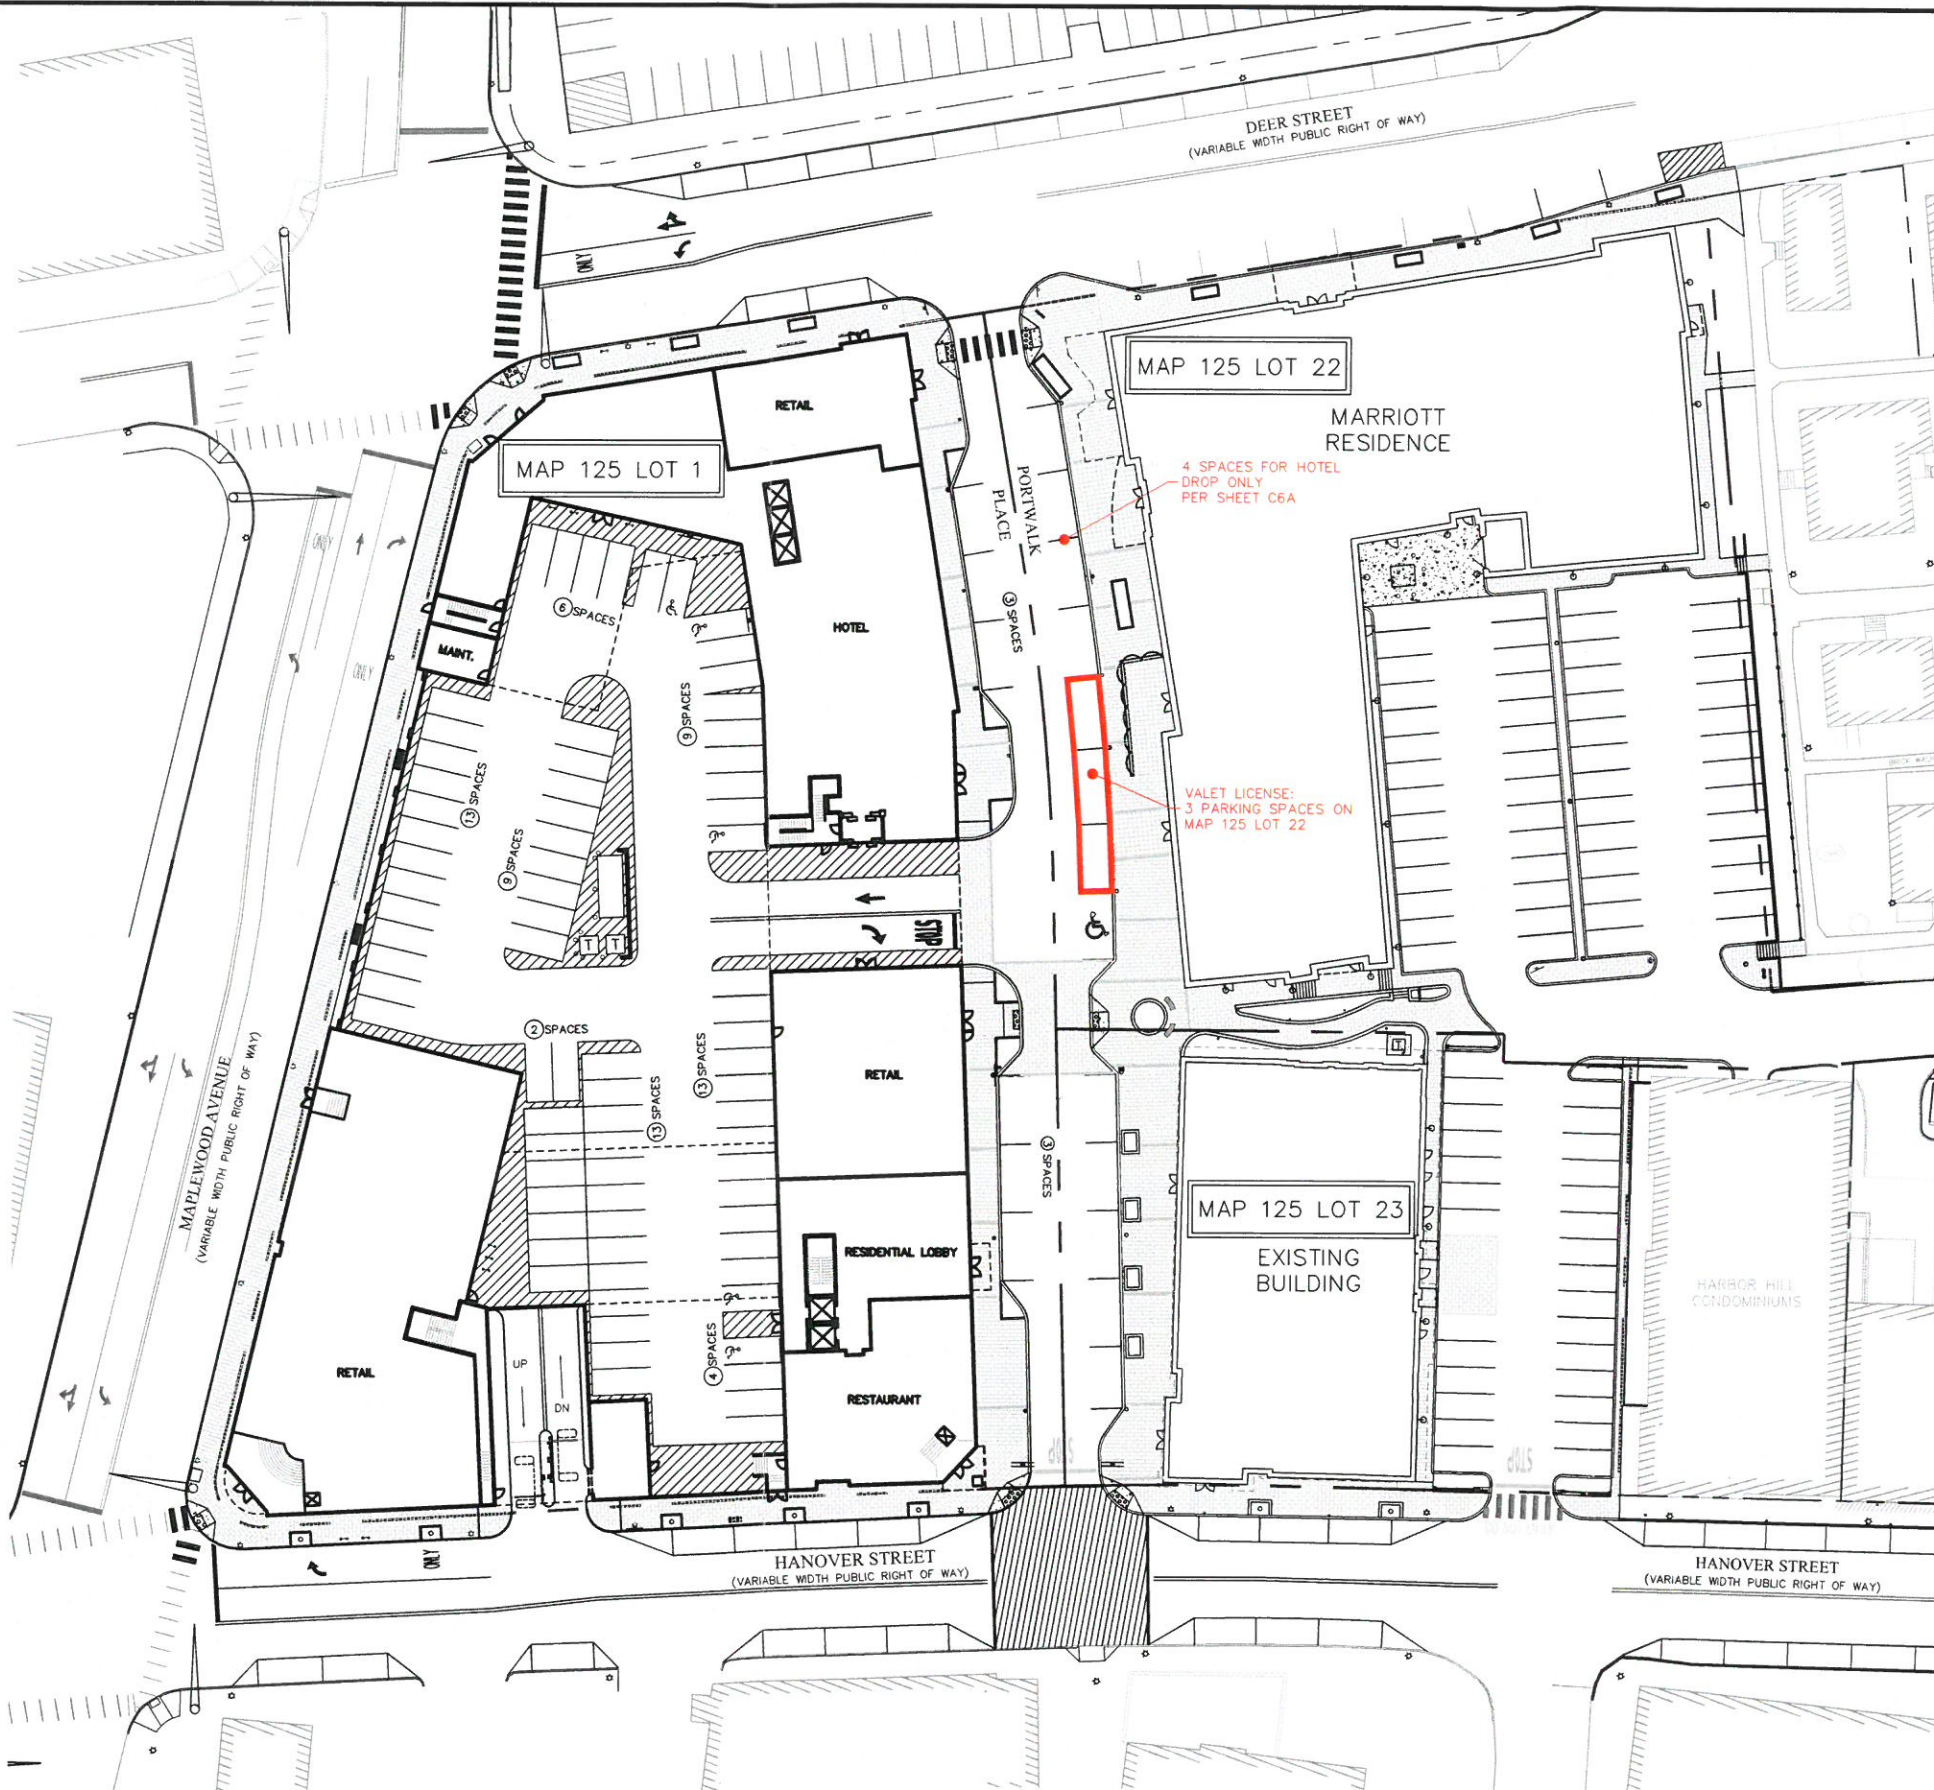 DEER STREET
(VARIABLE WIDTH PUBLIC RIGHT OF WAY)
ONLY
MAP 125 LOT 22
MARRIOTT
RESIDENCE
RETAIL
MAP 125 LOT 1
4 SPACES FOR HOTEL
DROP ONLY
PER SHEET C6A
PORTWALK
PLACE
ONLY
6 SPACES
3 SPACES
HOTEL
MAINT.
ONLY
9 SPACES
13 SPACES
VALET LICENSE:
3 PARKING SPACES ON
MAP 125 LOT 22
9 SPACES
STOP
T T
2 SPACES
13 SPACES
13 SPACES
RETAIL
T
MAPLEWOOD AVENUE
(VARIABLE WIDTH PUBLIC RIGHT OF WAY)
3 SPACES
MAP 125 LOT 23
EXISTING
BUILDING
RESIDENTIAL LOBBY
HARBOR HILL
CONDOMINIUMS
4 SPACES
UP
DN
RETAIL
RESTAURANT
STOP
STOP
ONLY
HANOVER STREET
(VARIABLE WIDTH PUBLIC RIGHT OF WAY)
HANOVER STREET
(VARIABLE WIDTH PUBLIC RIGHT OF WAY)